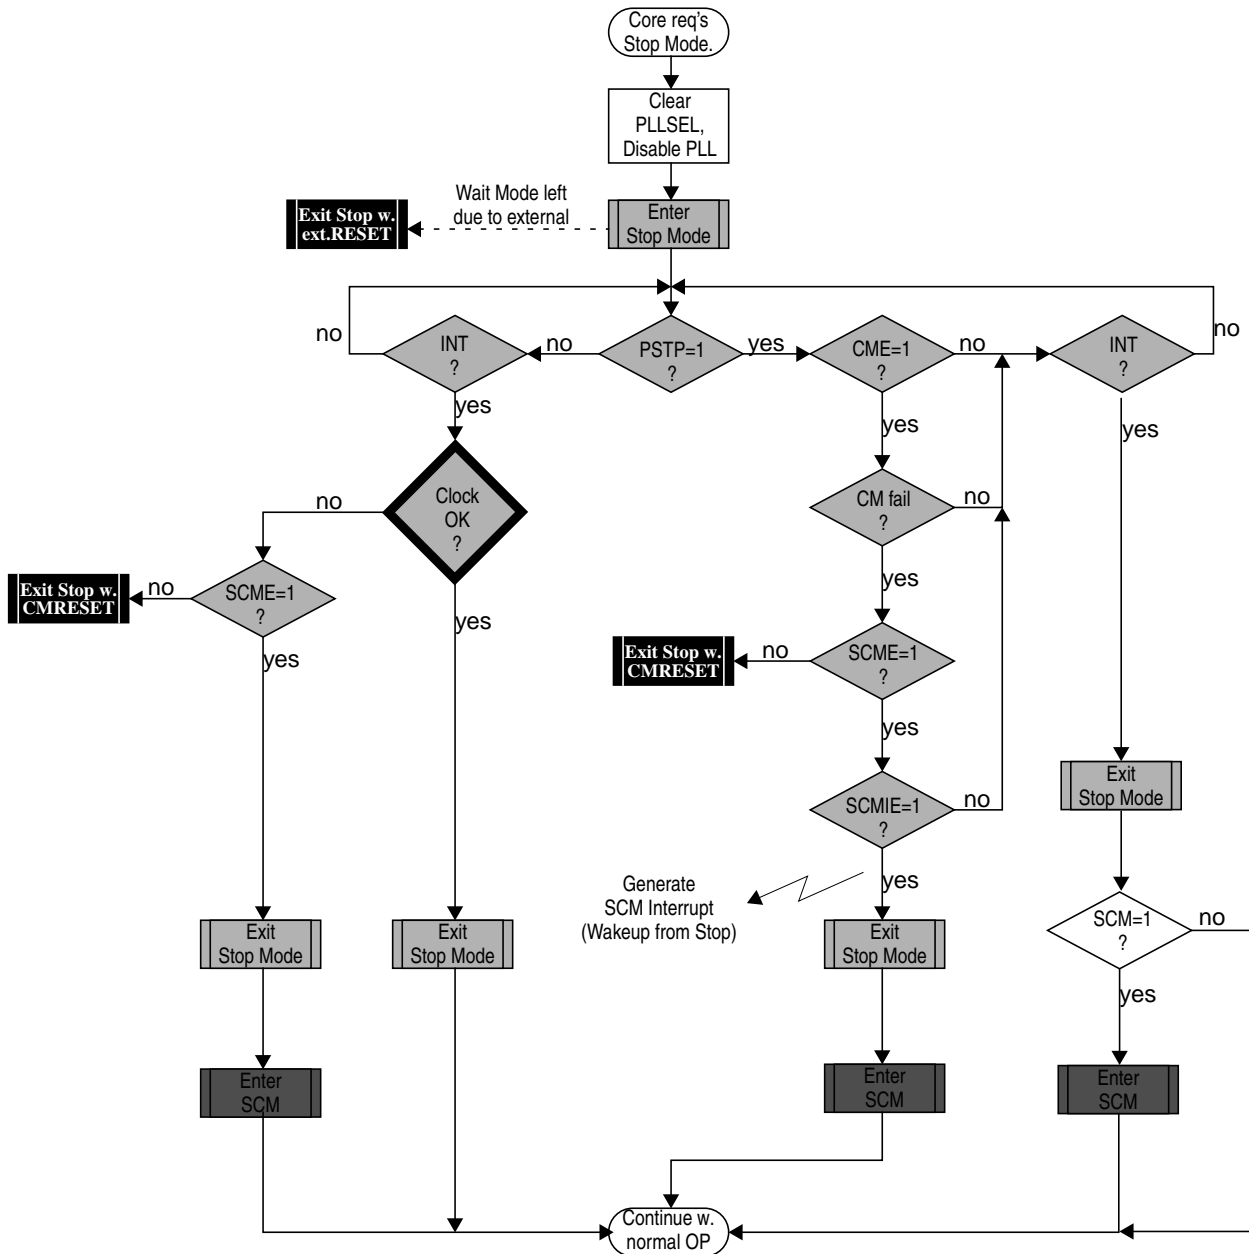 Core req's
Stop Mode.
Clear
PLLSEL,
Disable PLL
Wait Mode left
due to external
Exit Stop w.
ext.RESET
Enter
Stop Mode
no
INT
?
no
PSTP=1
?
yes
CME=1
?
no
INT
?
no
yes
yes
yes
Clock
OK
?
no
CM fail
?
no
yes
Exit Stop w.
CMRESET
no
SCME=1
?
yes
yes
Exit Stop w.
CMRESET
no
SCME=1
?
yes
SCMIE=1
?
no
Exit
Stop Mode
yes
Generate
SCM Interrupt
(Wakeup from Stop)
Exit
Stop Mode
Exit
Stop Mode
Exit
Stop Mode
SCM=1
?
no
yes
Enter
SCM
Enter
SCM
Enter
SCM
Continue w.
normal OP